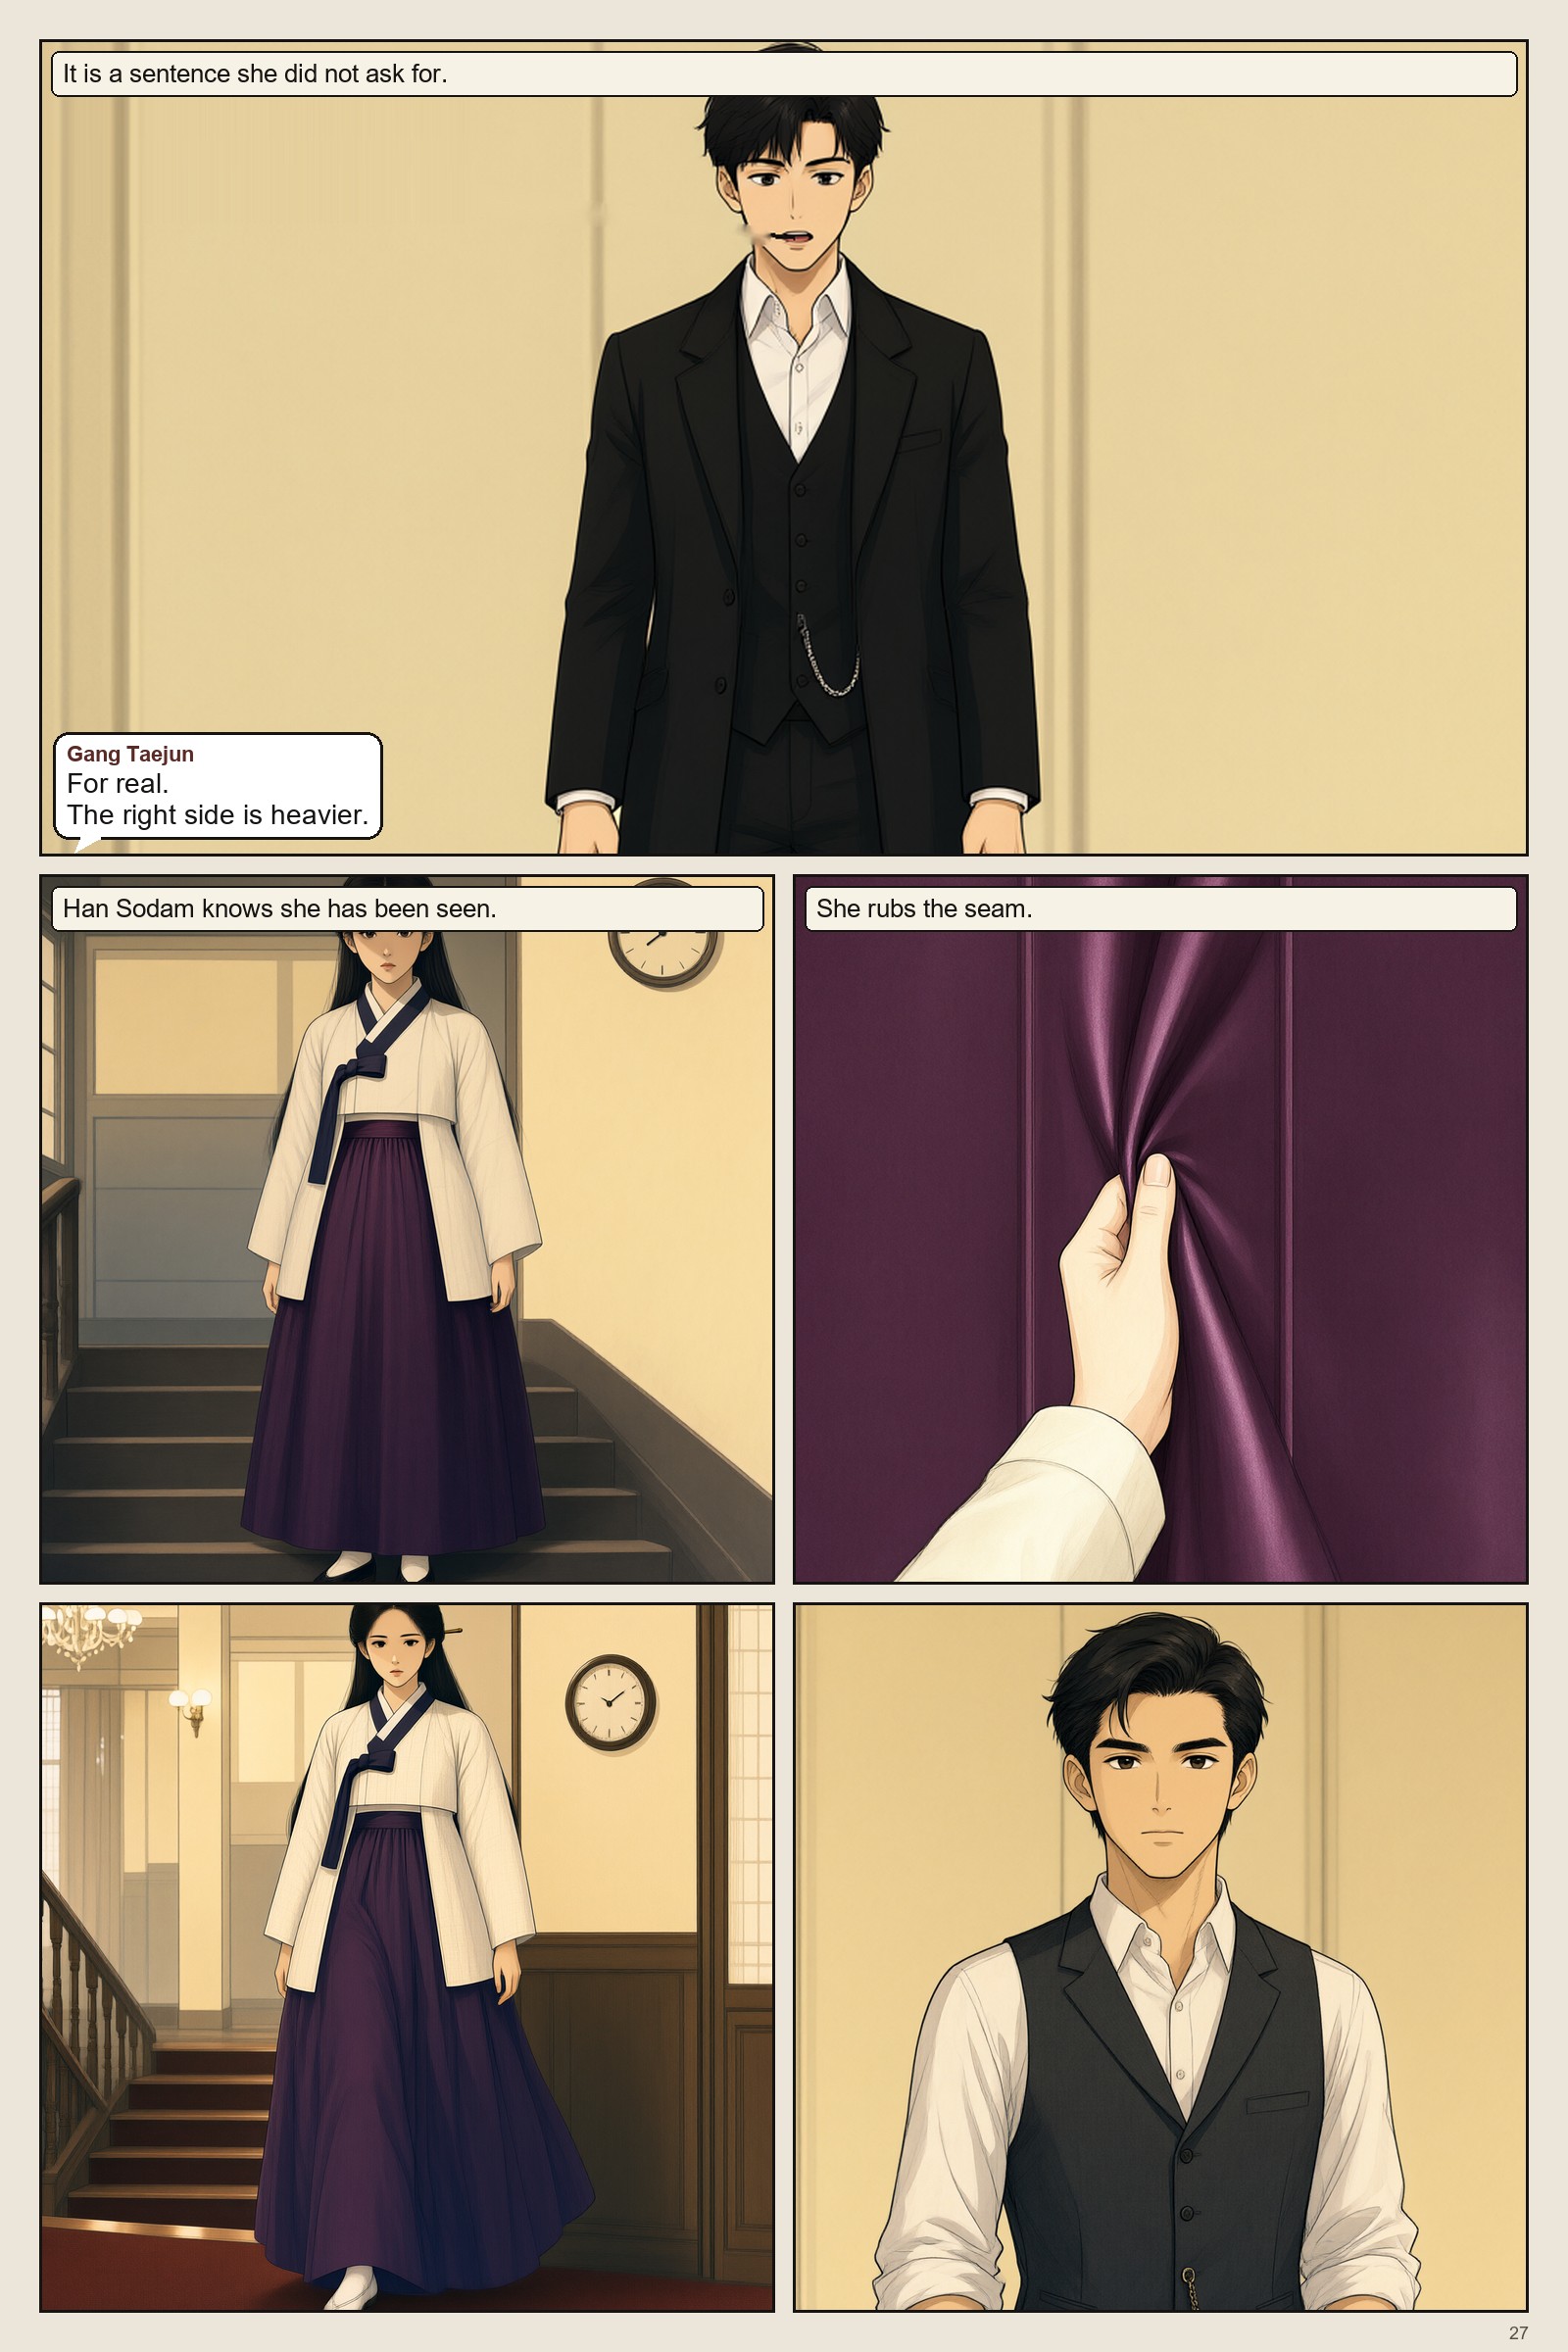 It is a sentence she did not ask for.
Gang Taejun
For real.
The right side is heavier.
Han Sodam knows she has been seen.
She rubs the seam.
27